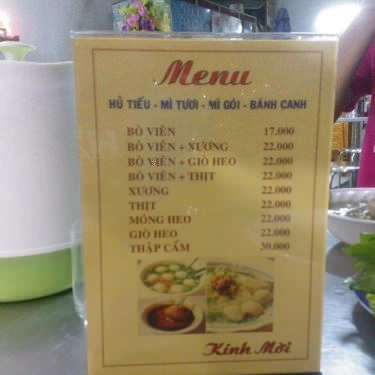 Menu
HỦ TIẾU - MÌ TƯƠI - MÌ GÓI - BÁNH CANH
BÒ VIÊN 17.000
BÒ VIÊN + XƯƠNG 22.000
BÒ VIÊN + GIÒ HEO 22.000
BÒ VIÊN + THỊT 22.000
XƯƠNG 22.000
THỊT 22.000
MÓNG HEO 22.000
GIÒ HEO 22.000
THẬP CẨM 30.000
Kính Mời